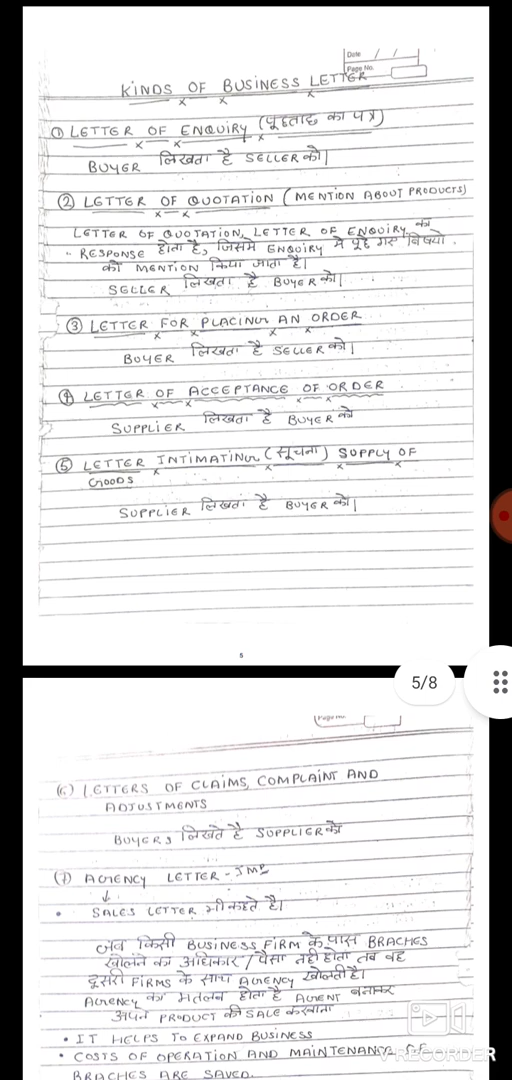 Date / /
Page No.
KINDS OF BUSINESS LETTER
① LETTER OF ENQUIRY (पूछताछ का पत्र)
BUYER लिखता है SELLER को|
② LETTER OF QUOTATION (MENTION ABOUT PRODUCTS)
LETTER OF QUOTATION, LETTER OF ENQUIRY का
RESPONSE होता है, जिसमे ENQUIRY मे पूछे गए विषयो
को MENTION किया जाता है|
SELLER लिखता है BUYER को|
③ LETTER FOR PLACING AN ORDER
BUYER लिखता है SELLER को|
④ LETTER OF ACCEPTANCE OF ORDER
SUPPLIER लिखता है BUYER को
⑤ LETTER INTIMATING (सूचना) SUPPLY OF
GOODS
SUPPLIER लिखता है BUYER को|
5
5/8
Page No.
(6) LETTERS OF CLAIMS, COMPLAINT AND
ADJUSTMENTS
BUYERS लिखते है SUPPLIER को
(7) AGENCY LETTER - IMP
• SALES LETTER भी कहते है|
जब किसी BUSINESS FIRM के पास BRACHES
खोलने का अधिकार / पैसा नही होता तब वह
दूसरी FIRMS के साथ AGENCY खोलती है|
AGENCY का मतलब होता है AGENT बनाकर
अपने PRODUCT को SALE करवाना
• IT HELPS TO EXPAND BUSINESS
• COSTS OF OPERATION AND MAINTENANCE OF
BRACHES ARE SAVED.
V RECORDER